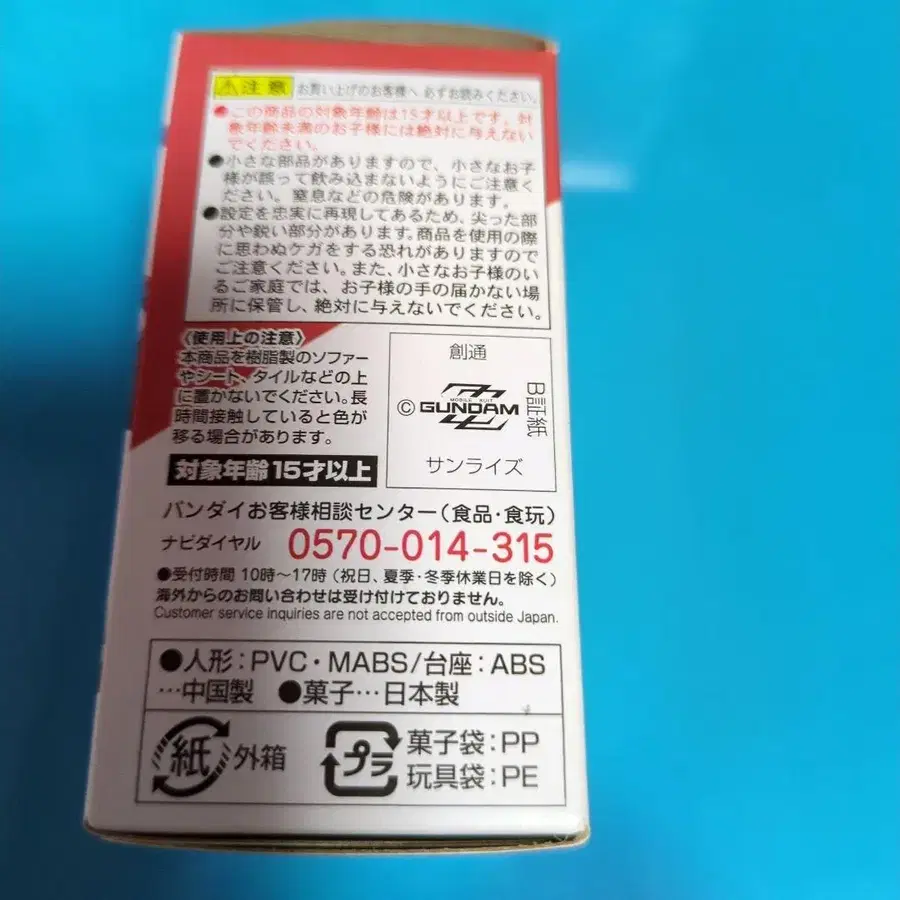 ⚠注意 お買い上げのお客様へ 必ずお読みください。
●この商品の対象年齢は15才以上です。対
象年齢未満のお子様には絶対に与えない
でください。
●小さな部品がありますので、小さなお子
様が誤って飲み込まないようにご注意く
ださい。窒息などの危険があります。
●設定を忠実に再現してあるため、尖った部
分や鋭い部分があります。商品を使用の際
に思わぬケガをする恐れがありますので
ご注意ください。また、小さなお子様のい
るご家庭では、お子様の手の届かない場
所に保管し、絶対に与えないでください。
〈使用上の注意〉
本商品を樹脂製のソファー
やシート、タイルなどの上
に置かないでください。長
時間接触していると色が
移る場合があります。
対象年齢15才以上
創通
© MOBILE SUIT GUNDAM ZZ
サンライズ
B証紙
バンダイお客様相談センター(食品・食玩)
ナビダイヤル 0570-014-315
●受付時間 10時～17時(祝日、夏季・冬季休業日を除く)
海外からのお問い合わせは受け付けておりません。
Customer service inquiries are not accepted from outside Japan.
●人形:PVC・MABS/台座:ABS
…中国製 ●菓子…日本製
紙 外箱
プラ 菓子袋:PP
玩具袋:PE